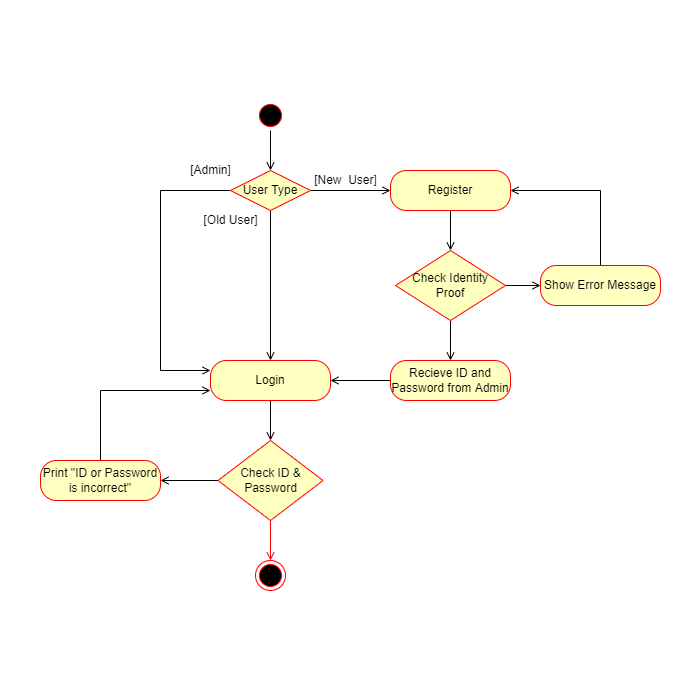 [Admin]
User Type
[New  User]
Register
[Old User]
Check Identity
Proof
Show Error Message
Login
Recieve ID and
Password from Admin
Print "ID or Password
is incorrect"
Check ID &
Password